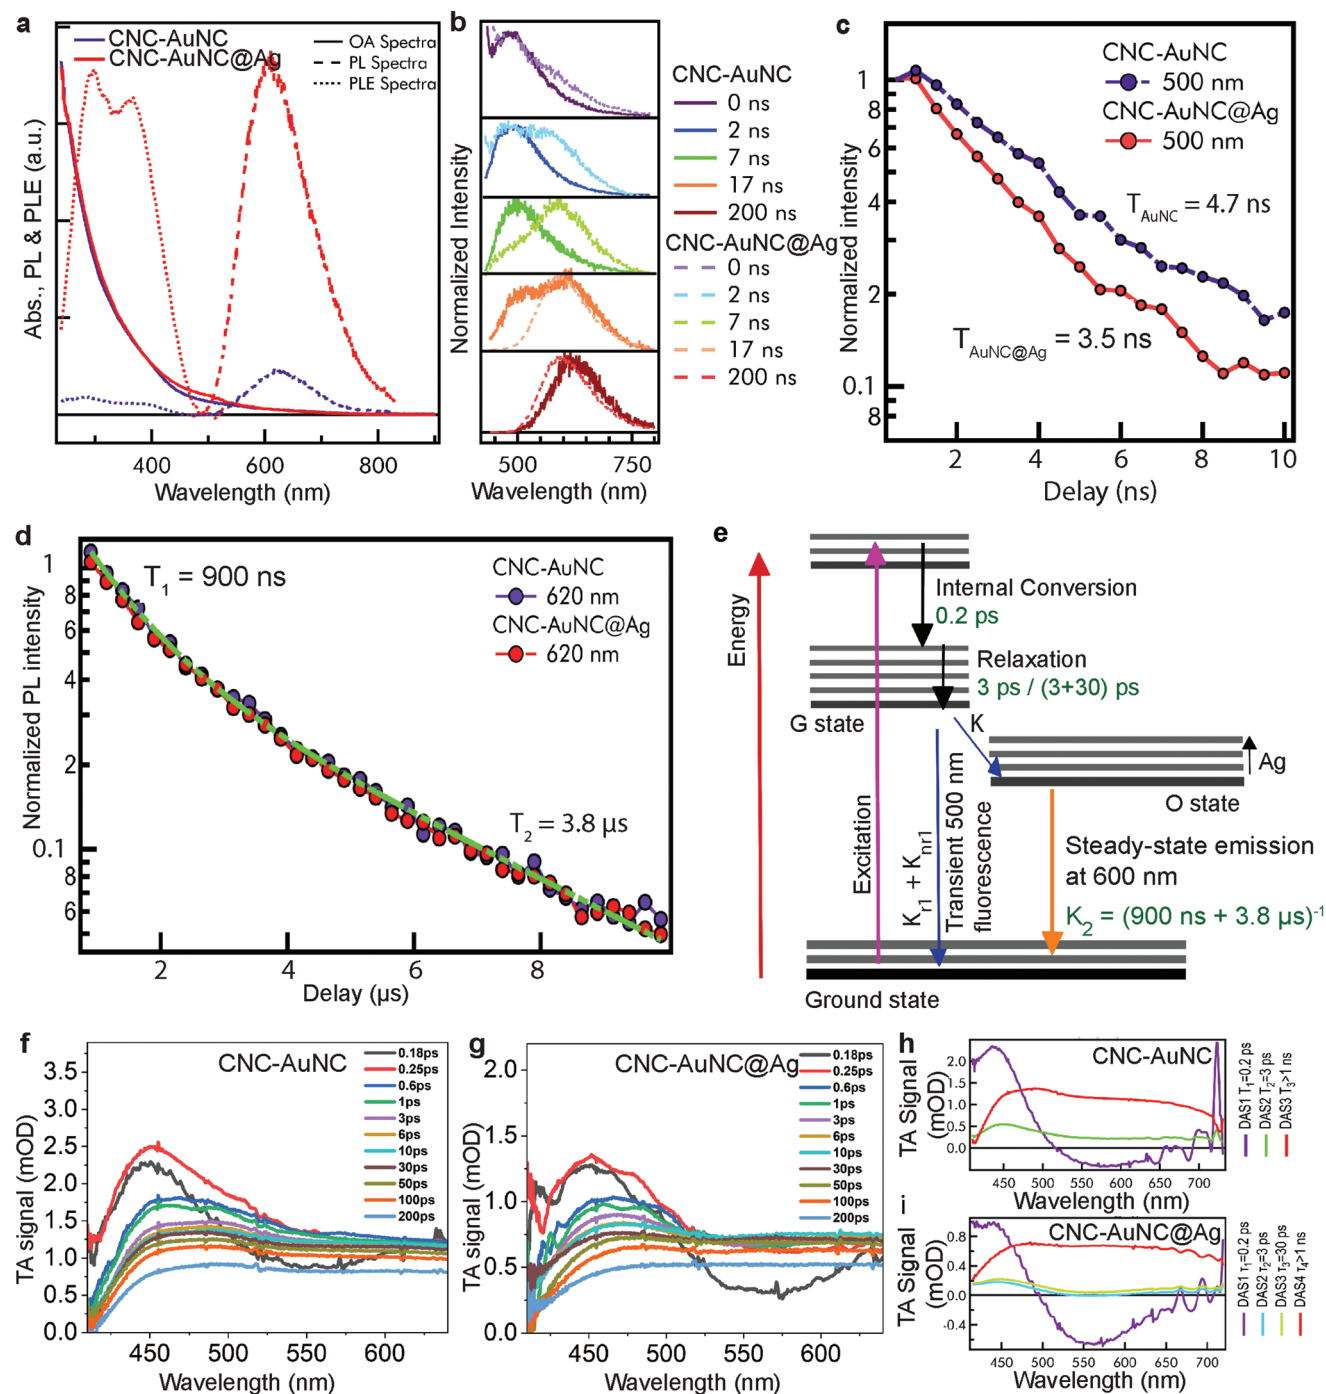 a
CNC-AuNC
CNC-AuNC@Ag
OA Spectra
PL Spectra
PLE Spectra
Abs., PL & PLE (a.u.)
400
600
800
Wavelength (nm)
b
Normalized Intensity
500
750
Wavelength (nm)
CNC-AuNC
0 ns
2 ns
7 ns
17 ns
200 ns
CNC-AuNC@Ag
0 ns
2 ns
7 ns
17 ns
200 ns
c
CNC-AuNC
500 nm
CNC-AuNC@Ag
500 nm
T_AuNC = 4.7 ns
T_AuNC@Ag = 3.5 ns
Normalized intensity
1
8
6
4
2
0.1
8
2
4
6
8
10
Delay (ns)
d
T₁ = 900 ns
CNC-AuNC
620 nm
CNC-AuNC@Ag
620 nm
T₂ = 3.8 µs
Normalized PL intensity
1
8
6
4
2
0.1
8
6
2
4
6
8
Delay (µs)
e
Energy
Internal Conversion
0.2 ps
Relaxation
3 ps / (3+30) ps
G state
K
Ag
O state
Excitation
K_r1 + K_nr1
Transient 500 nm
fluorescence
Steady-state emission
at 600 nm
K₂ = (900 ns + 3.8 µs)⁻¹
Ground state
f
CNC-AuNC
0.18ps
0.25ps
0.6ps
1ps
3ps
6ps
10ps
30ps
50ps
100ps
200ps
TA signal (mOD)
3.5
3.0
2.5
2.0
1.5
1.0
0.5
0.0
450
500
550
600
nm
g
CNC-AuNC@Ag
0.18ps
0.25ps
0.6ps
1ps
3ps
6ps
10ps
30ps
50ps
100ps
200ps
TA signal (mOD)
2.0
1.5
1.0
0.5
0.0
450
500
550
600
nm
h
CNC-AuNC
TA Signal
(mOD)
2.0
1.5
1.0
0.5
0.0
450
500
550
600
650
700
Wavelength (nm)
DAS1 T₁=0.2 ps
DAS2 T₂=3 ps
DAS3 T₃>1 ns
i
CNC-AuNC@Ag
TA Signal
(mOD)
0.8
0.4
0.0
-0.4
450
500
550
600
650
700
Wavelength (nm)
DAS1 τ₁=0.2 ps
DAS2 τ₂=3 ps
DAS3 τ₃=30 ps
DAS4 τ₄>1 ns